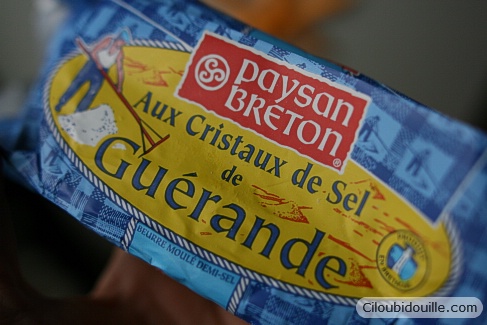 Paysan
Breton
®
Aux Cristaux de Sel
de
Guérande
BEURRE MOULÉ DEMI-SEL
Ciloubidouille.com